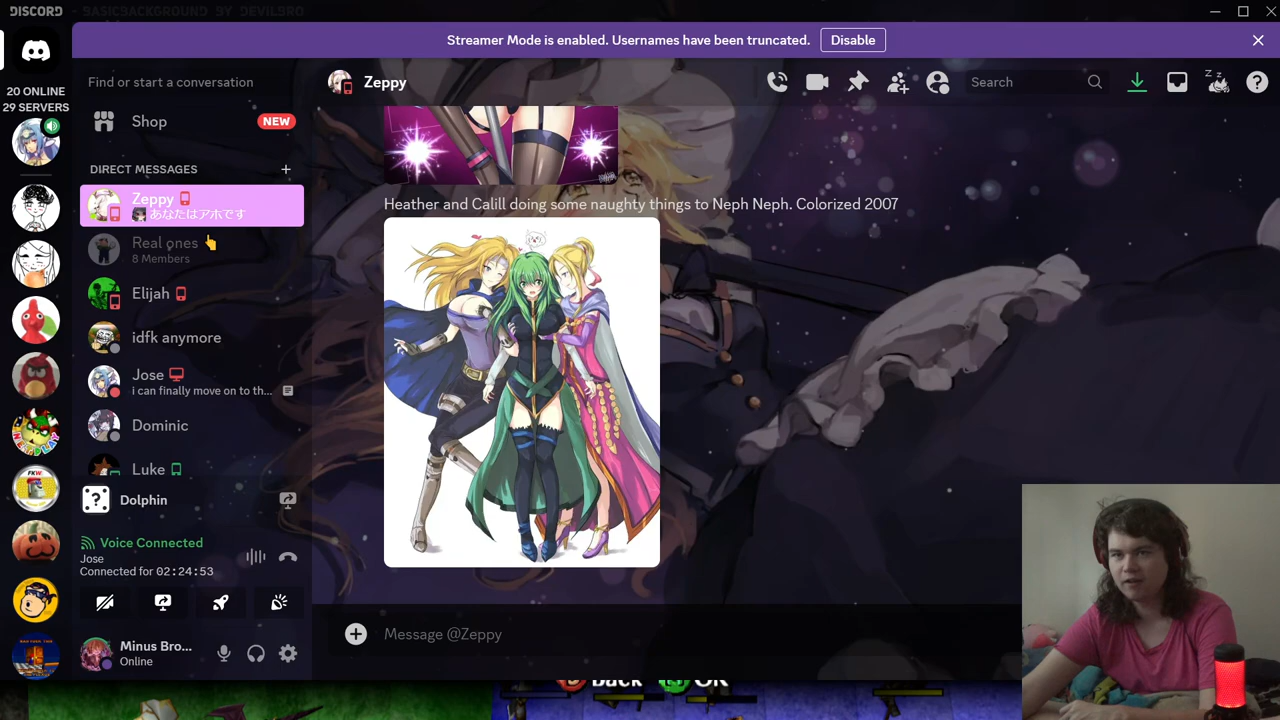 DISCORD - BASICBACKGROUND BY DEVILBRO
Streamer Mode is enabled. Usernames have been truncated.
Disable
20 ONLINE
29 SERVERS
Find or start a conversation
Shop
NEW
DIRECT MESSAGES
Zeppy
あなたはアホです
Real ones
8 Members
Elijah
idfk anymore
Jose
i can finally move on to th...
Dominic
Luke
Dolphin
Voice Connected
Jose
Connected for 02:24:53
Minus Bro...
Online
Zeppy
Search
Heather and Calill doing some naughty things to Neph Neph. Colorized 2007
Message @Zeppy
Back
OK